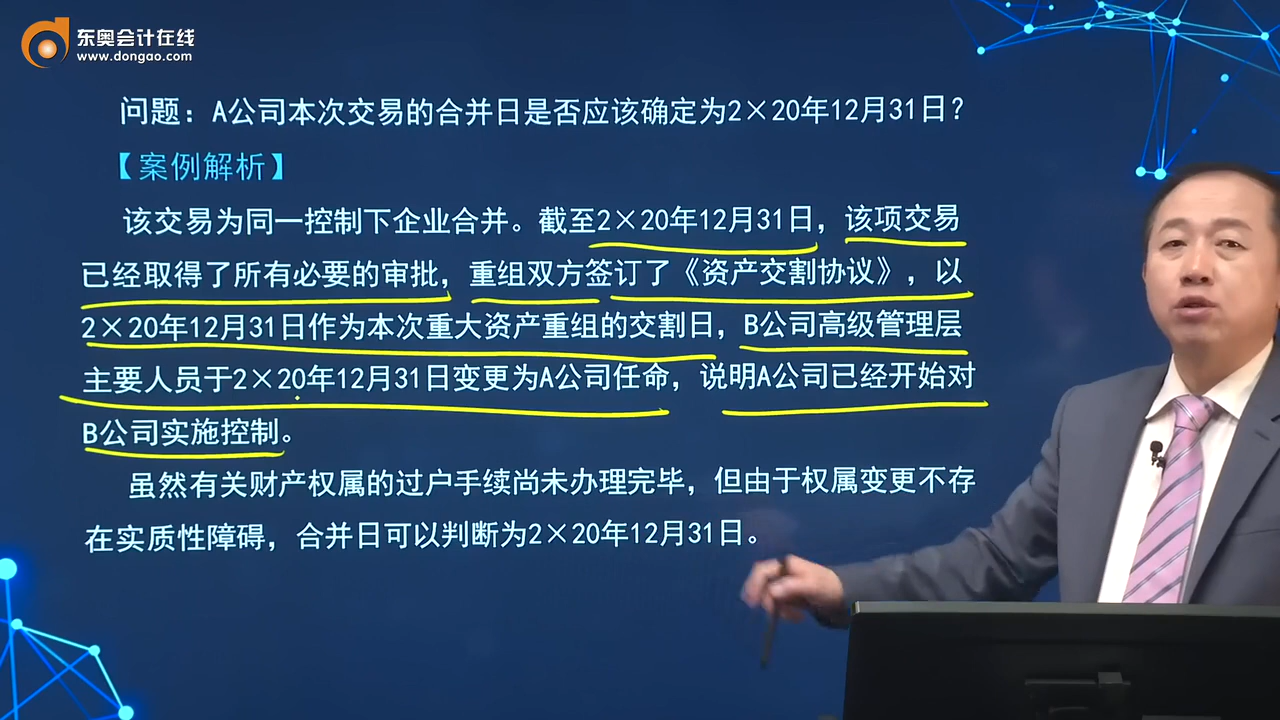 东奥会计在线
www.dongao.com
问题：A公司本次交易的合并日是否应该确定为2×20年12月31日？
【案例解析】
该交易为同一控制下企业合并。截至2×20年12月31日，该项交易
已经取得了所有必要的审批，重组双方签订了《资产交割协议》，以
2×20年12月31日作为本次重大资产重组的交割日，B公司高级管理层
主要人员于2×20年12月31日变更为A公司任命，说明A公司已经开始对
B公司实施控制。
虽然有关财产权属的过户手续尚未办理完毕，但由于权属变更不存
在实质性障碍，合并日可以判断为2×20年12月31日。